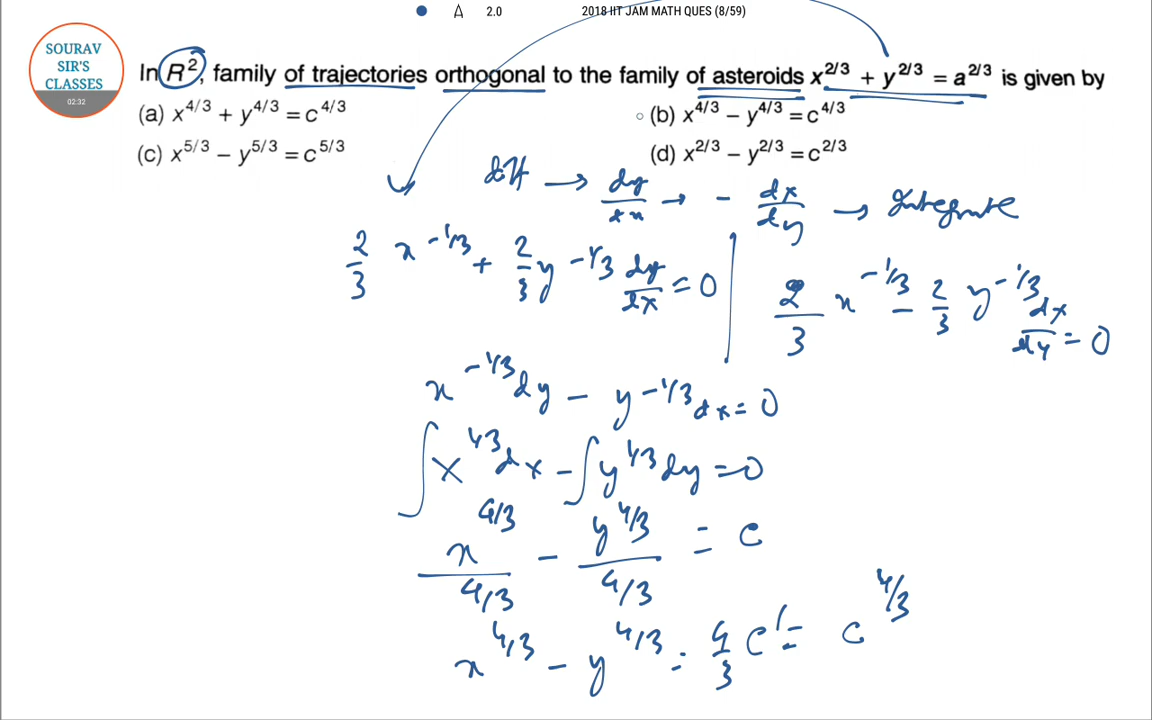 A 2.0 2018 IIT JAM MATH QUES (8/59)
SOURAV
SIR'S
CLASSES
02:32
In R², family of trajectories orthogonal to the family of asteroids x^2/3 + y^2/3 = a^2/3 is given by
(a) x^4/3 + y^4/3 = c^4/3
(b) x^4/3 − y^4/3 = c^4/3
(c) x^5/3 − y^5/3 = c^5/3
(d) x^2/3 − y^2/3 = c^2/3
diff → dy/dx → - dx/dy → Integrate
2/3 x^-1/3 + 2/3 y^-1/3 dy/dx = 0
2/3 x^-1/3 - 2/3 y^-1/3 dx/dy = 0
x^-1/3 dy - y^-1/3 dx = 0
∫ x^1/3 dx - ∫ y^1/3 dy = 0
x^4/3 / 4/3 - y^4/3 / 4/3 = c
x^4/3 - y^4/3 = 4/3 c' = c^4/3